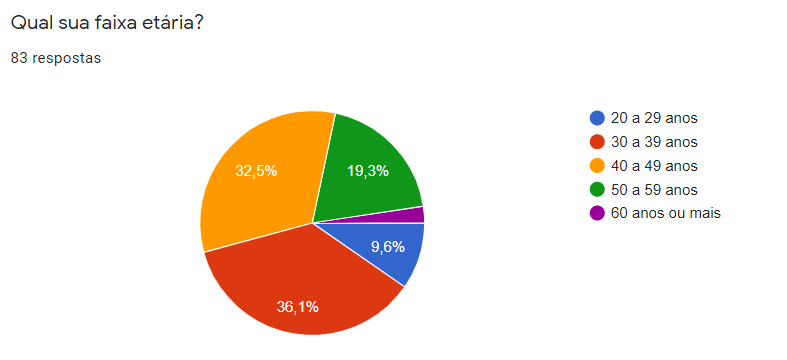 Qual sua faixa etária?
83 respostas
20 a 29 anos
30 a 39 anos
40 a 49 anos
50 a 59 anos
60 anos ou mais
32,5%
19,3%
9,6%
36,1%